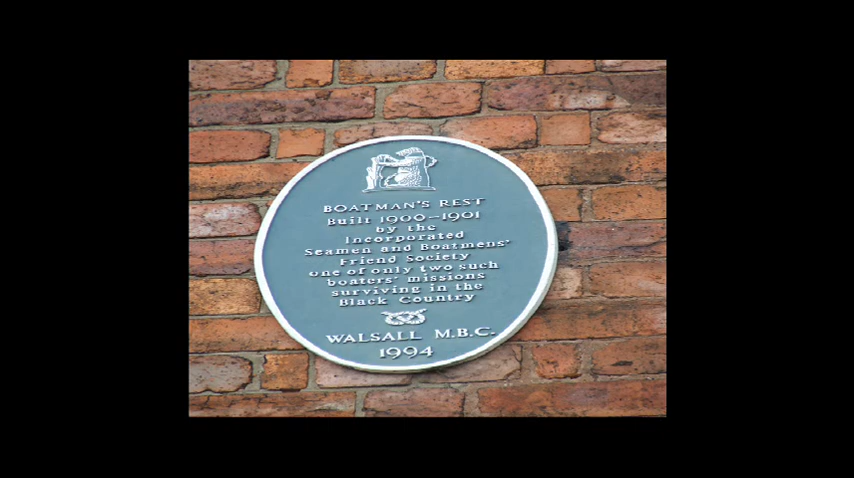 BOATMAN'S REST
Built 1900-1901
by the
Incorporated
Seamen and Boatmens'
Friend Society
one of only two such
boaters' missions
surviving in the
Black Country
WALSALL M.B.C.
1994